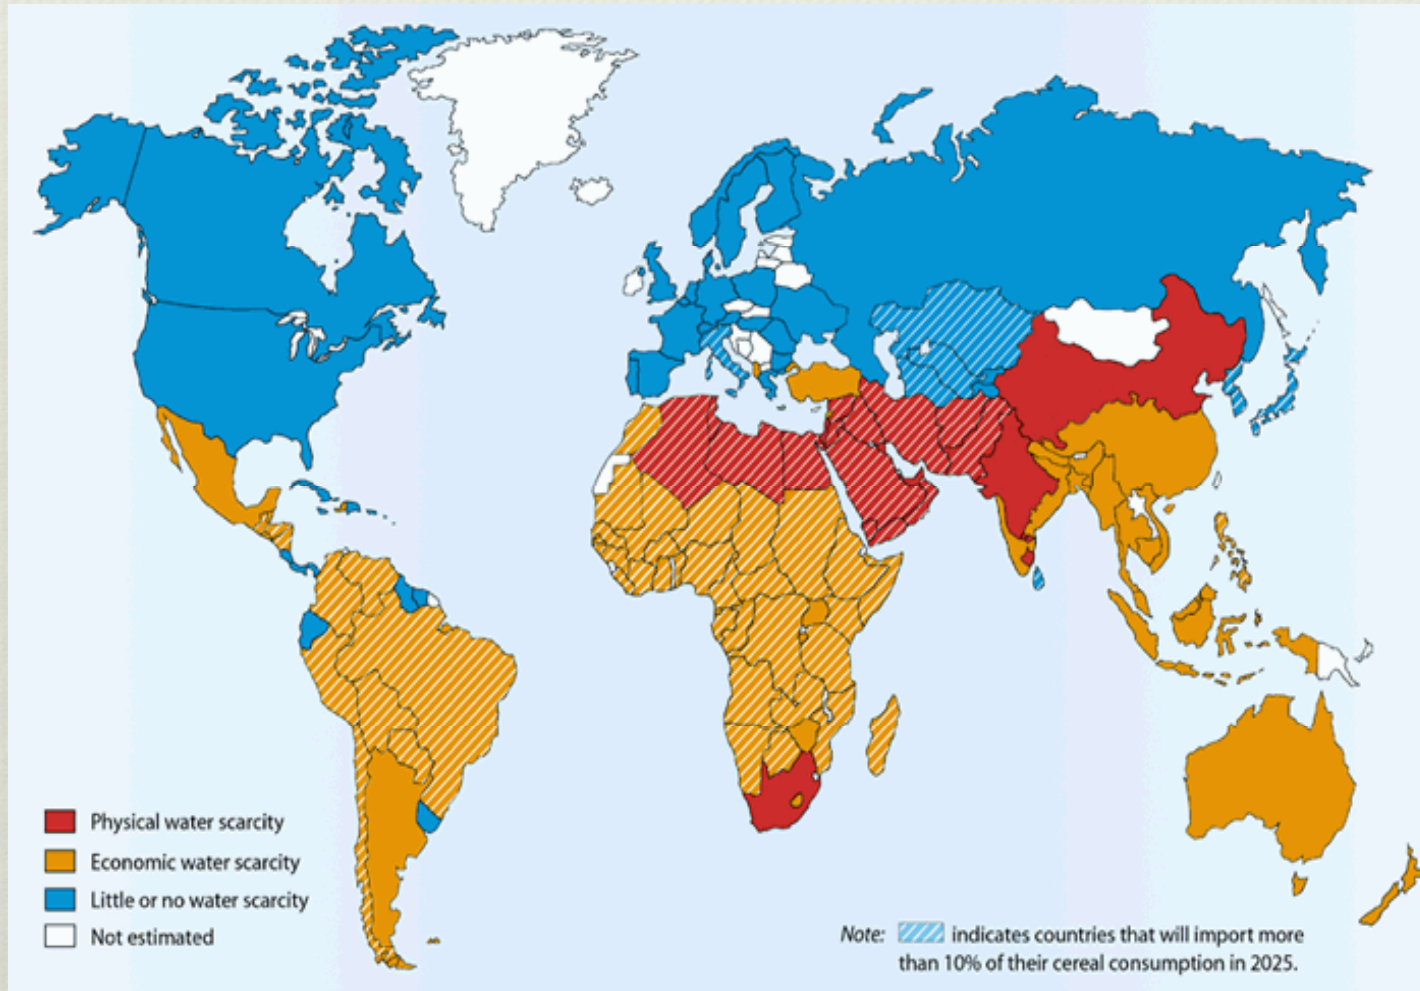 Physical water scarcity
Economic water scarcity
Little or no water scarcity
Not estimated
Note: indicates countries that will import more
than 10% of their cereal consumption in 2025.